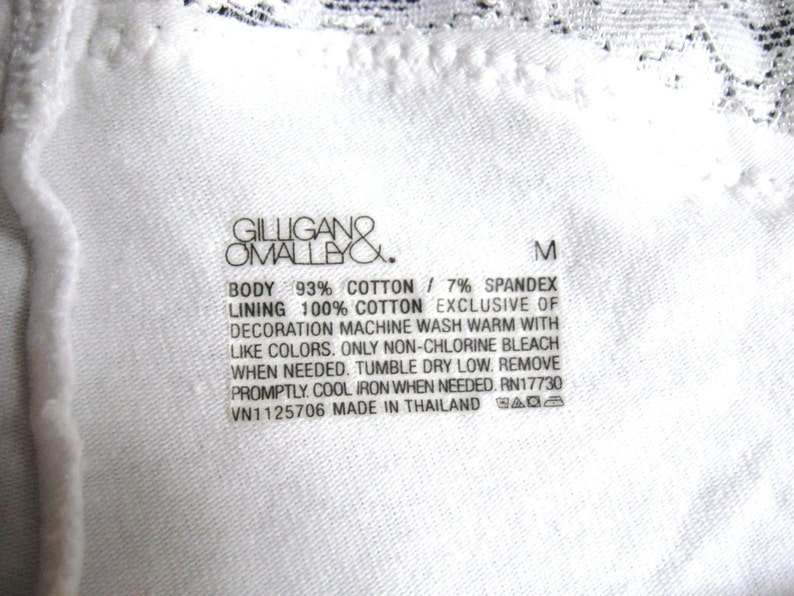 GILLIGAN &
O'MALLEY. M
BODY 93% COTTON / 7% SPANDEX
LINING 100% COTTON EXCLUSIVE OF
DECORATION MACHINE WASH WARM WITH
LIKE COLORS. ONLY NON-CHLORINE BLEACH
WHEN NEEDED. TUMBLE DRY LOW. REMOVE
PROMPTLY. COOL IRON WHEN NEEDED. RN17730
VN1125706 MADE IN THAILAND